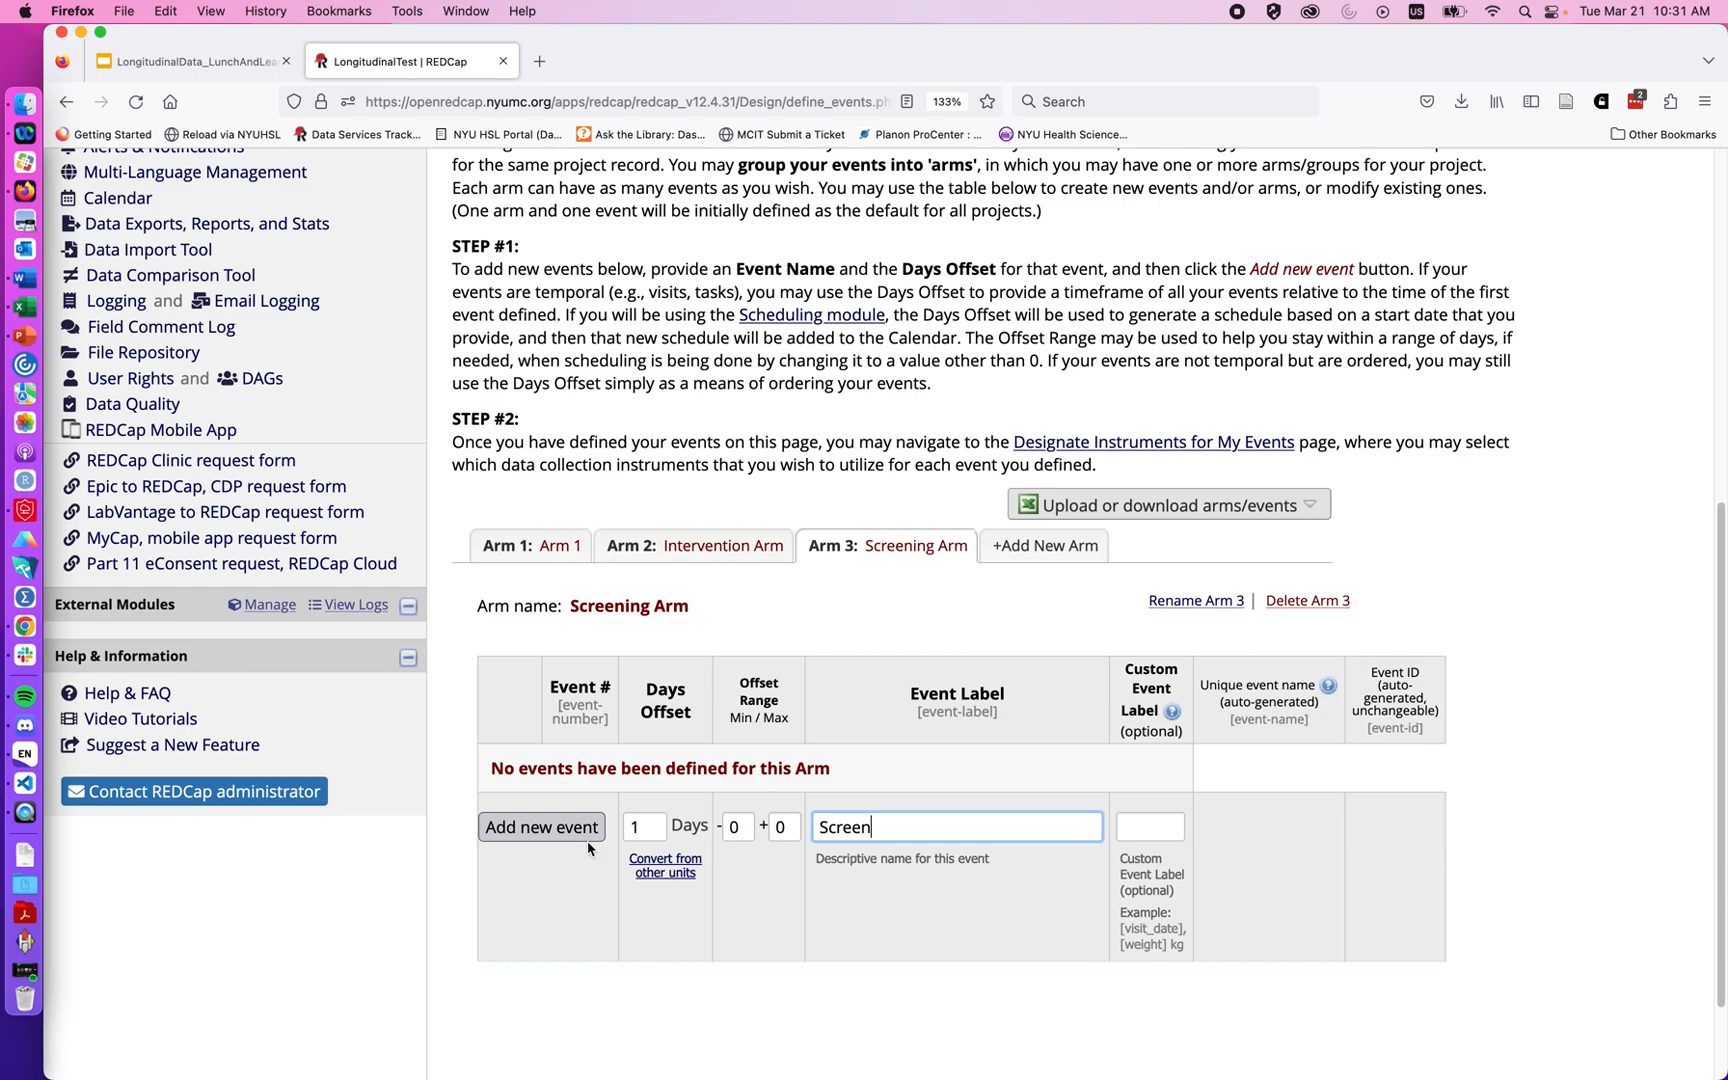 Firefox File Edit View History Bookmarks Tools Window Help
US Tue Mar 21 10:31 AM
LongitudinalData_LunchAndLea
LongitudinalTest | REDCap
https://openredcap.nyumc.org/apps/redcap/redcap_v12.4.31/Design/define_events.ph 133% Search 2
Getting Started Reload via NYUHSL Data Services Track... NYU HSL Portal (Da... Ask the Library: Das... MCIT Submit a Ticket Planon ProCenter : ... NYU Health Science... Other Bookmarks
Alerts & Notifications
Multi-Language Management
Calendar
Data Exports, Reports, and Stats
Data Import Tool
Data Comparison Tool
Logging and Email Logging
Field Comment Log
File Repository
User Rights and DAGs
Data Quality
REDCap Mobile App
REDCap Clinic request form
Epic to REDCap, CDP request form
LabVantage to REDCap request form
MyCap, mobile app request form
Part 11 eConsent request, REDCap Cloud
External Modules Manage View Logs
Help & Information
Help & FAQ
Video Tutorials
Suggest a New Feature
Contact REDCap administrator
EN
for the same project record. You may group your events into 'arms', in which you may have one or more arms/groups for your project.
Each arm can have as many events as you wish. You may use the table below to create new events and/or arms, or modify existing ones.
(One arm and one event will be initially defined as the default for all projects.)
STEP #1:
To add new events below, provide an Event Name and the Days Offset for that event, and then click the Add new event button. If your
events are temporal (e.g., visits, tasks), you may use the Days Offset to provide a timeframe of all your events relative to the time of the first
event defined. If you will be using the Scheduling module, the Days Offset will be used to generate a schedule based on a start date that you
provide, and then that new schedule will be added to the Calendar. The Offset Range may be used to help you stay within a range of days, if
needed, when scheduling is being done by changing it to a value other than 0. If your events are not temporal but are ordered, you may still
use the Days Offset simply as a means of ordering your events.
STEP #2:
Once you have defined your events on this page, you may navigate to the Designate Instruments for My Events page, where you may select
which data collection instruments that you wish to utilize for each event you defined.
Upload or download arms/events
Arm 1: Arm 1 Arm 2: Intervention Arm Arm 3: Screening Arm +Add New Arm
Arm name: Screening Arm Rename Arm 3 | Delete Arm 3
Event #
[event-
number]
Days
Offset
Offset
Range
Min / Max
Event Label
[event-label]
Custom
Event
Label
(optional)
Unique event name
(auto-generated)
[event-name]
Event ID
(auto-
generated,
unchangeable)
[event-id]
No events have been defined for this Arm
Add new event 1 Days - 0 + 0 Screen
Convert from
other units
Descriptive name for this event
Custom
Event Label
(optional)
Example:
[visit_date],
[weight] kg